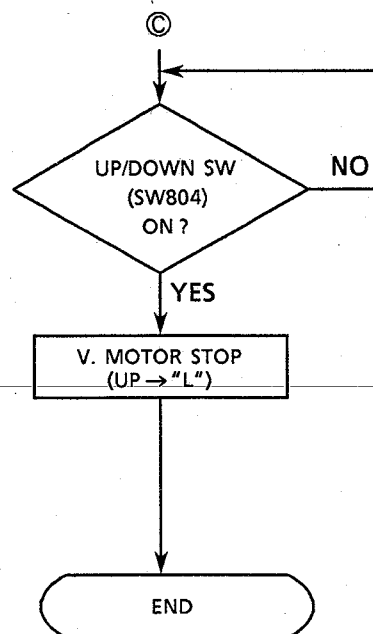 ©
UP/DOWN SW
(SW804)
ON ?
NO
YES
V. MOTOR STOP
(UP → "L")
END